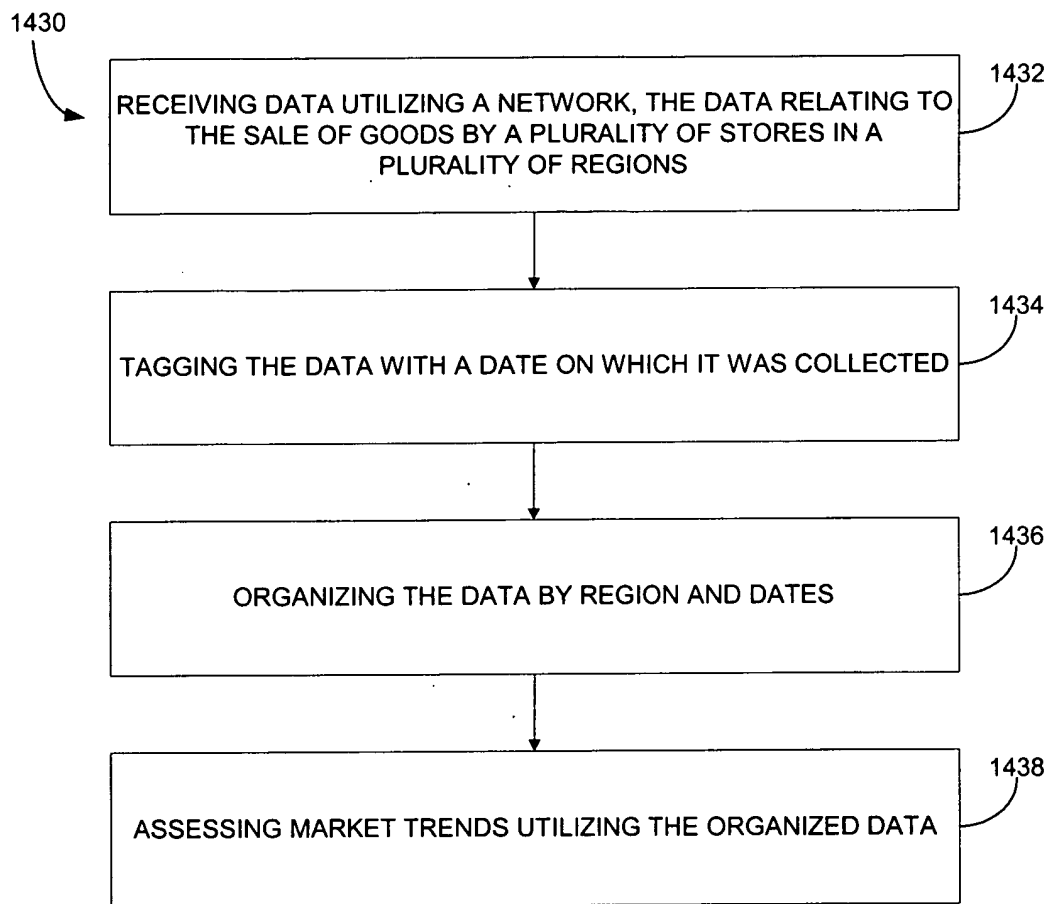 1430
1432
RECEIVING DATA UTILIZING A NETWORK, THE DATA RELATING TO
THE SALE OF GOODS BY A PLURALITY OF STORES IN A
PLURALITY OF REGIONS
1434
TAGGING THE DATA WITH A DATE ON WHICH IT WAS COLLECTED
1436
ORGANIZING THE DATA BY REGION AND DATES
1438
ASSESSING MARKET TRENDS UTILIZING THE ORGANIZED DATA